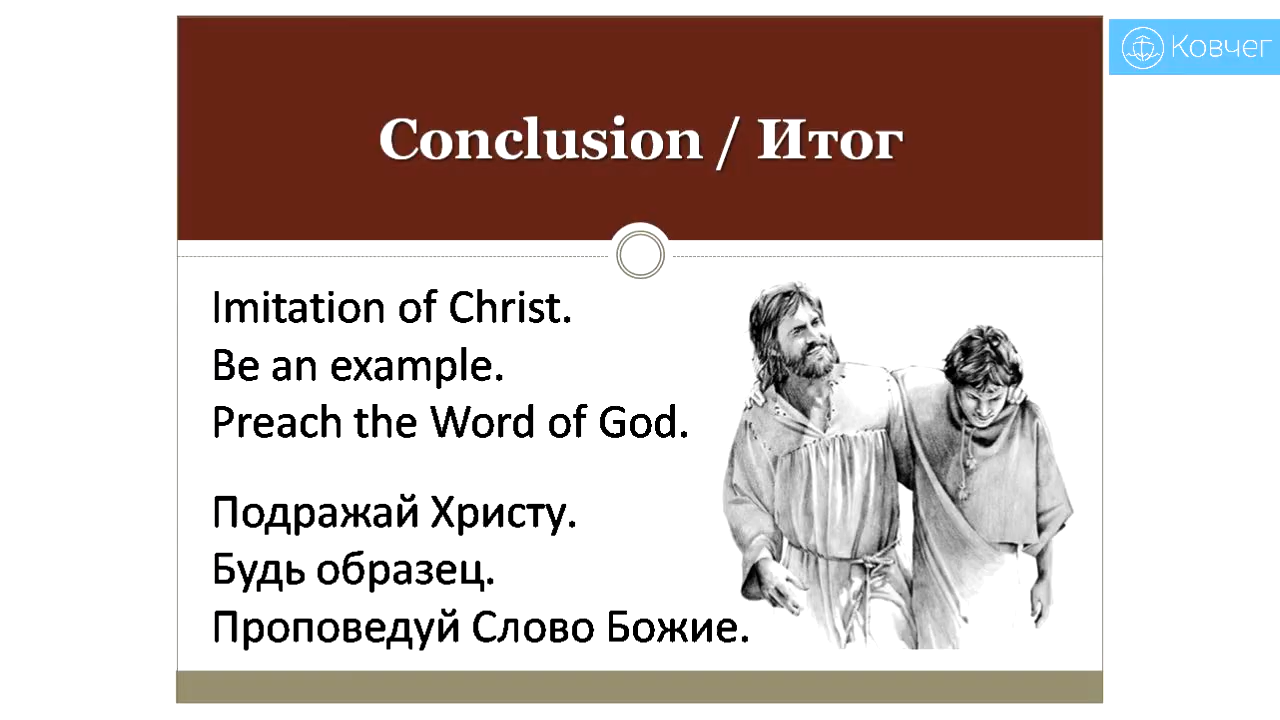 Ковчег
Conclusion / Итог
Imitation of Christ.
Be an example.
Preach the Word of God.
Подражай Христу.
Будь образец.
Проповедуй Слово Божие.